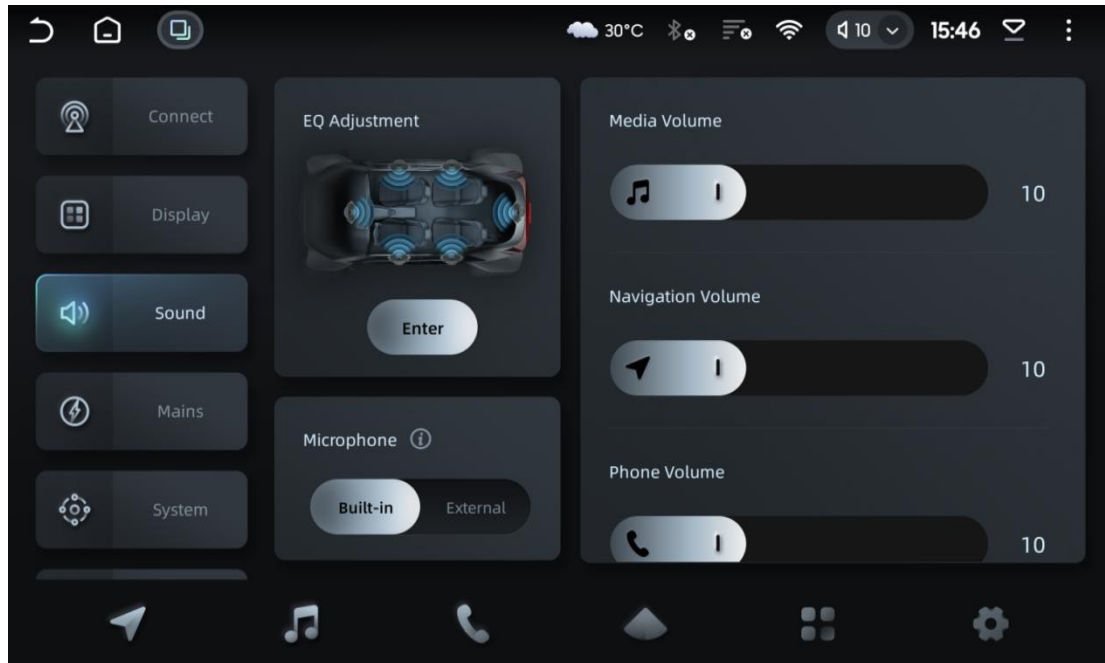 30°C
10
15:46
Connect
Display
Sound
Mains
System
EQ Adjustment
Enter
Microphone
Built-in
External
Media Volume
10
Navigation Volume
10
Phone Volume
10